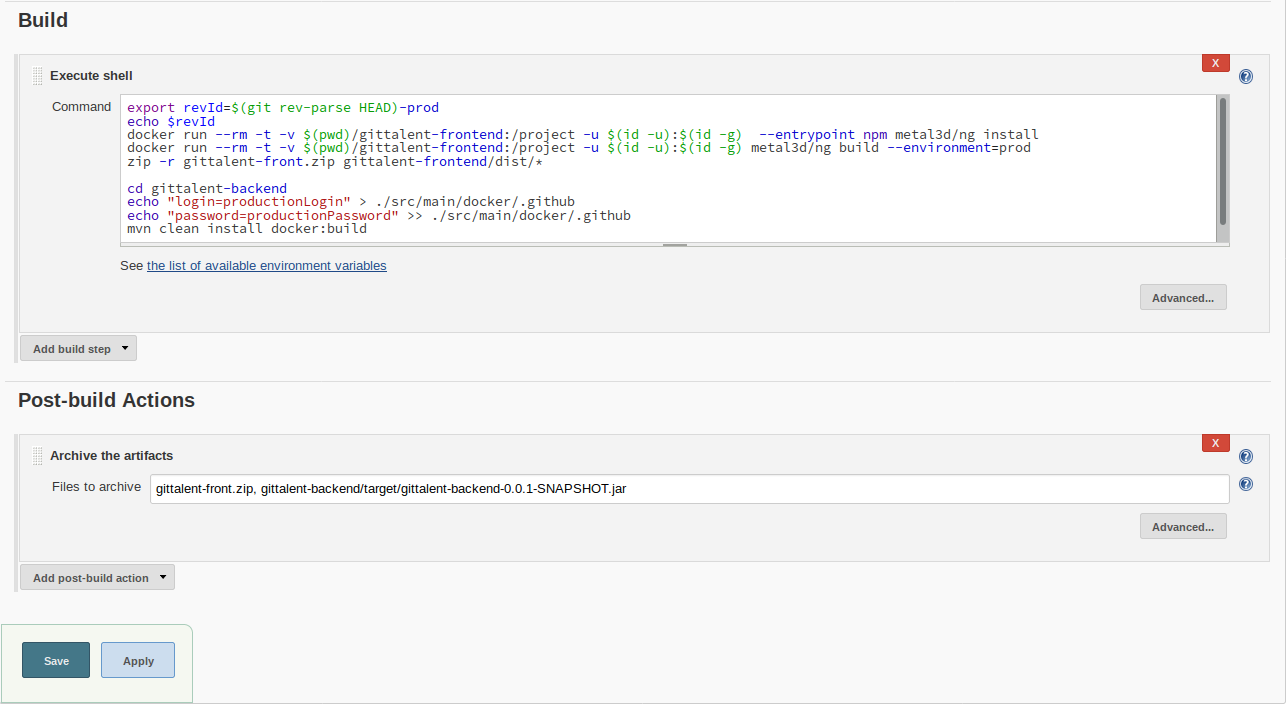 Build
X
Execute shell
?
Command
export revId=$(git rev-parse HEAD)-prod
echo $revId
docker run --rm -t -v $(pwd)/gittalent-frontend:/project -u $(id -u):$(id -g)  --entrypoint npm metal3d/ng install
docker run --rm -t -v $(pwd)/gittalent-frontend:/project -u $(id -u):$(id -g) metal3d/ng build --environment=prod
zip -r gittalent-front.zip gittalent-frontend/dist/*
cd gittalent-backend
echo "login=productionLogin" > ./src/main/docker/.github
echo "password=productionPassword" >> ./src/main/docker/.github
mvn clean install docker:build
See the list of available environment variables
Advanced...
Add build step
Post-build Actions
X
Archive the artifacts
?
Files to archive
gittalent-front.zip, gittalent-backend/target/gittalent-backend-0.0.1-SNAPSHOT.jar
?
Advanced...
Add post-build action
Save
Apply